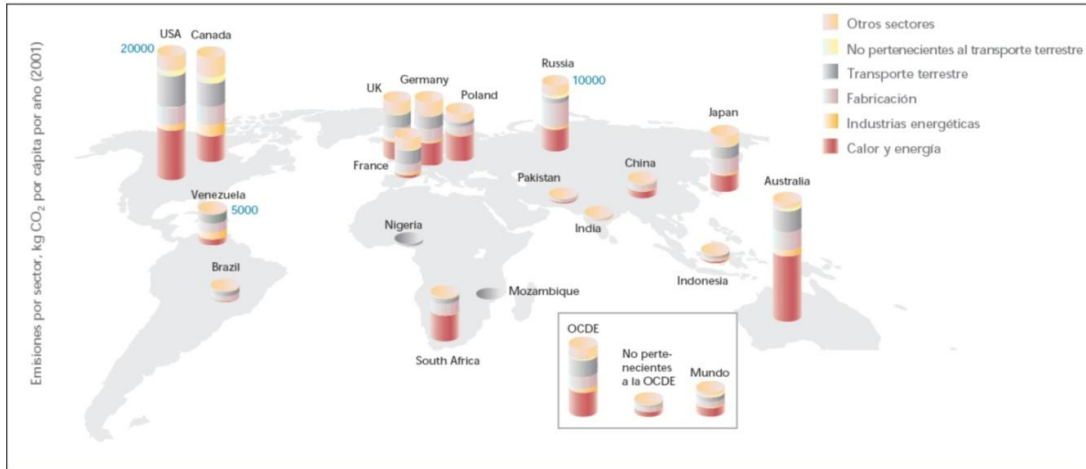 Emisiones por sector, kg CO₂ por cápita por año (2001)
USA
Canada
20000
Venezuela
5000
Brazil
UK
Germany
Poland
France
Russia
10000
Japan
China
Pakistan
India
Nigeria
Mozambique
South Africa
Indonesia
Australia
Otros sectores
No pertenecientes al transporte terrestre
Transporte terrestre
Fabricación
Industrias energéticas
Calor y energía
OCDE
No perte-
necientes
a la OCDE
Mundo